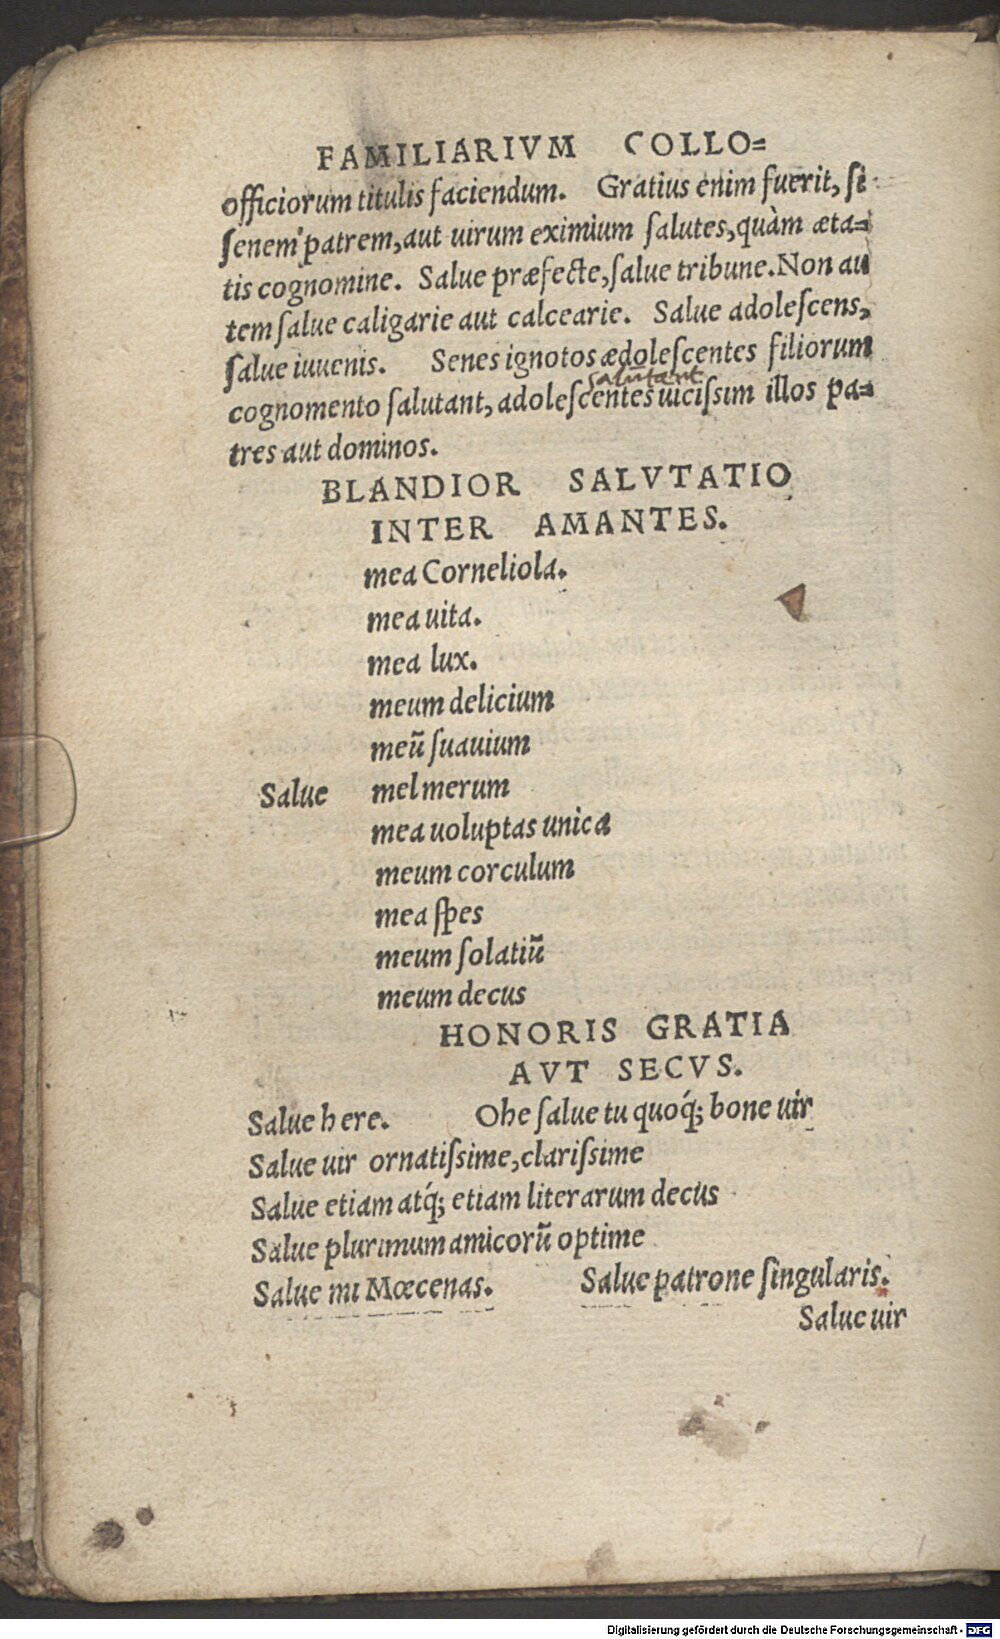 FAMILIARIVM COLLO=
officiorum titulis faciendum. Gratius enim fuerit, ſi
ſenem patrem, aut uirum eximium ſalutes, quàm æta=
tis cognomine. Salue præfecte, ſalue tribune. Non au
tem ſalue caligarie aut calcearie. Salue adoleſcens,
ſalue iuuenis. Senes ignotos ædoleſcentes filiorum
salutant
cognomento ſalutant, adoleſcentes uiciſsim illos pa=
tres aut dominos.
BLANDIOR SALVTATIO
INTER AMANTES.
mea Corneliola.
mea uita.
mea lux.
meum delicium
meū ſuauium
Salue mel merum
mea uoluptas unica
meum corculum
mea ſpes
meum ſolatiū
meum decus
HONORIS GRATIA
AVT SECVS.
Salue here. Ohe ſalue tu quoq́; bone uir
Salue uir ornatiſsime, clariſsime
Salue etiam atq́; etiam literarum decus
Salue plurimum amicorū optime
Salue mi Mœcenas. Salue patrone ſingularis.
Salue uir
Digitalisierung gefördert durch die Deutsche Forschungsgemeinschaft - DFG